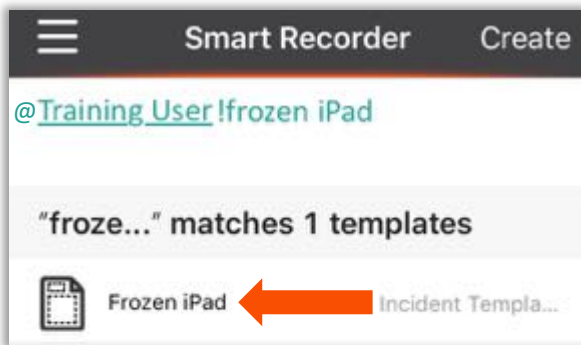 Smart Recorder Create
@Training User!frozen iPad
"froze..." matches 1 templates
Frozen iPad Incident Templa...